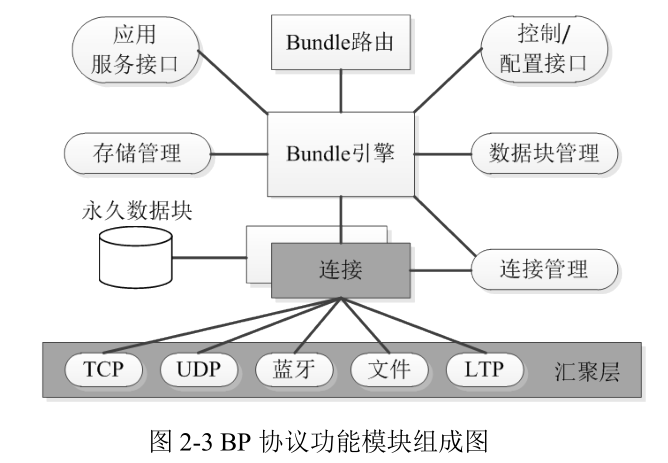 应用
服务接口
Bundle路由
控制/
配置接口
存储管理
Bundle引擎
数据块管理
永久数据块
连接
连接管理
TCP
UDP
蓝牙
文件
LTP
汇聚层
图 2-3 BP 协议功能模块组成图